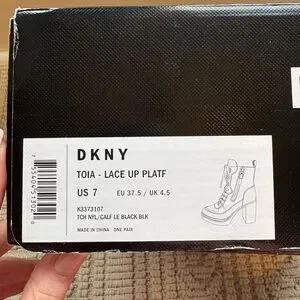 DKNY
TOIA - LACE UP PLATF
US 7 EU 37.5 / UK 4.5
K3373107
TCH NYL/CALF LE BLACK BLK
MADE IN CHINA ONE PAIR